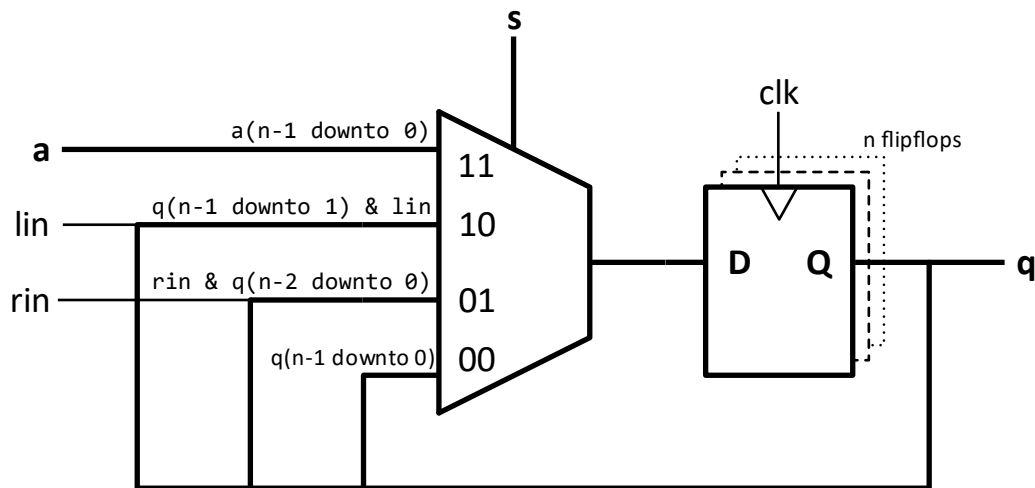 s
clk
n flipflops
a
a(n-1 downto 0)
11
lin
q(n-1 downto 1) & lin
10
D
Q
q
rin
rin & q(n-2 downto 0)
01
q(n-1 downto 0)
00